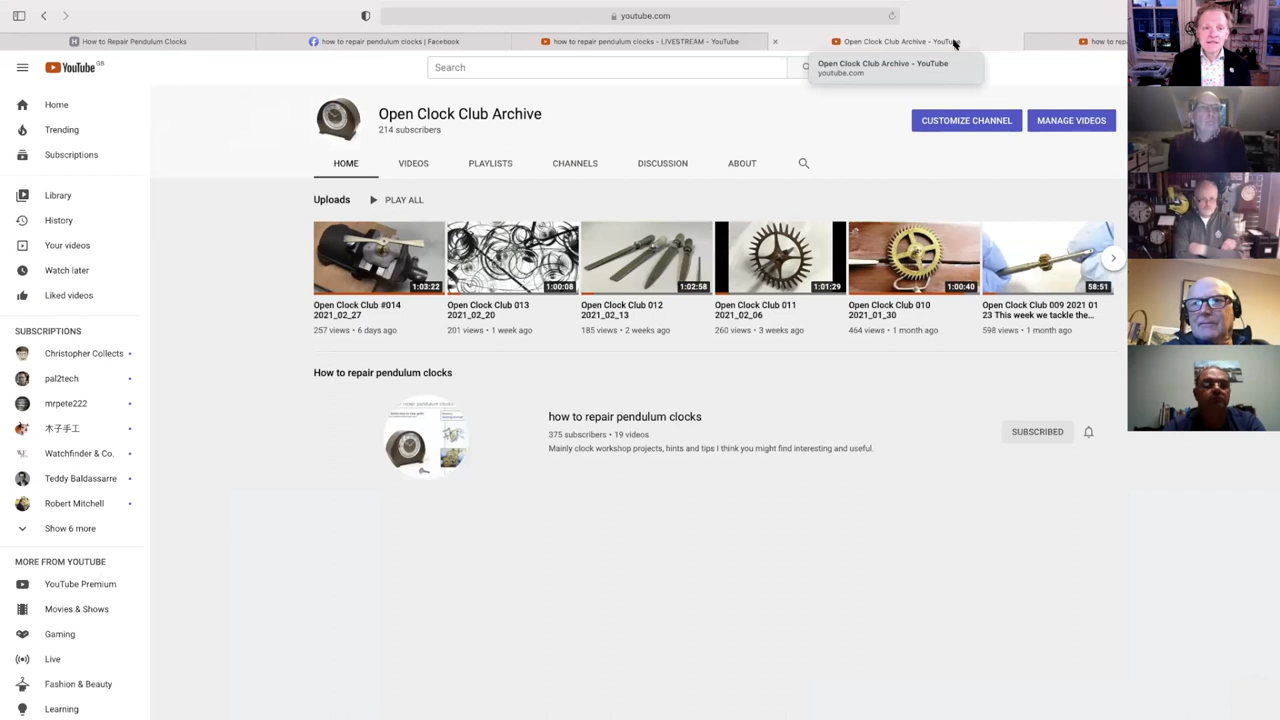 youtube.com
How to Repair Pendulum Clocks
how to repair pendulum clocks | Facebook
how to repair pendulum clocks - LIVESTREAM - YouTube
Open Clock Club Archive - YouTube
how to rep
Open Clock Club Archive - YouTube
youtube.com
YouTube GB
Search
Home
Trending
Subscriptions
Library
History
Your videos
Watch later
Liked videos
SUBSCRIPTIONS
Christopher Collects
pal2tech
mrpete222
木子手工
Watchfinder & Co.
Teddy Baldassarre
Robert Mitchell
Show 6 more
MORE FROM YOUTUBE
YouTube Premium
Movies & Shows
Gaming
Live
Fashion & Beauty
Learning
Open Clock Club Archive
214 subscribers
CUSTOMIZE CHANNEL
MANAGE VIDEOS
HOME
VIDEOS
PLAYLISTS
CHANNELS
DISCUSSION
ABOUT
Uploads
PLAY ALL
1:03:22
Open Clock Club #014
2021_02_27
257 views • 6 days ago
1:00:08
Open Clock Club 013
2021_02_20
201 views • 1 week ago
1:02:58
Open Clock Club 012
2021_02_13
185 views • 2 weeks ago
1:01:29
Open Clock Club 011
2021_02_06
260 views • 3 weeks ago
1:00:40
Open Clock Club 010
2021_01_30
464 views • 1 month ago
58:51
Open Clock Club 009 2021 01
23 This week we tackle the...
598 views • 1 month ago
How to repair pendulum clocks
how to repair pendulum clocks
375 subscribers • 19 videos
Mainly clock workshop projects, hints and tips I think you might find interesting and useful.
SUBSCRIBED